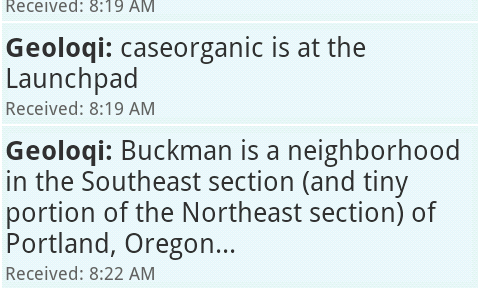 Received: 8:19 AM
Geoloqi: caseorganic is at the
Launchpad
Received: 8:19 AM
Geoloqi: Buckman is a neighborhood
in the Southeast section (and tiny
portion of the Northeast section) of
Portland, Oregon...
Received: 8:22 AM